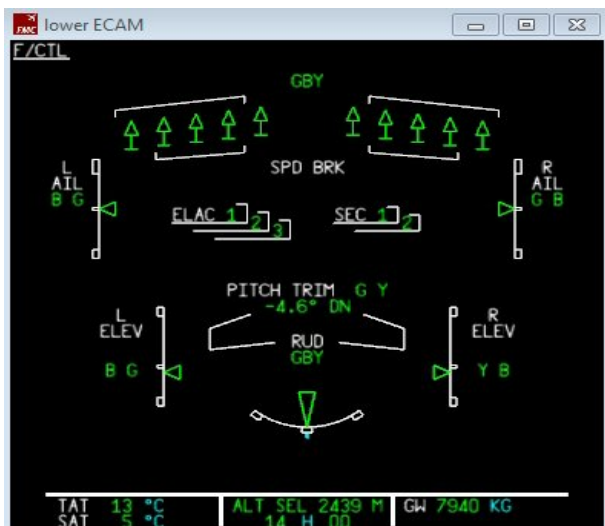 EMIC lower ECAM
F/CTL
GBY
SPD BRK
L R
AIL AIL
B G G B
ELAC 1 2 3 SEC 1 2
PITCH TRIM G Y
-4.6° DN
L R
ELEV ELEV
RUD
GBY
B G Y B
TAT 13 °C ALT SEL 2439 M GW 7940 KG
SAT 5 °C 14 H 00